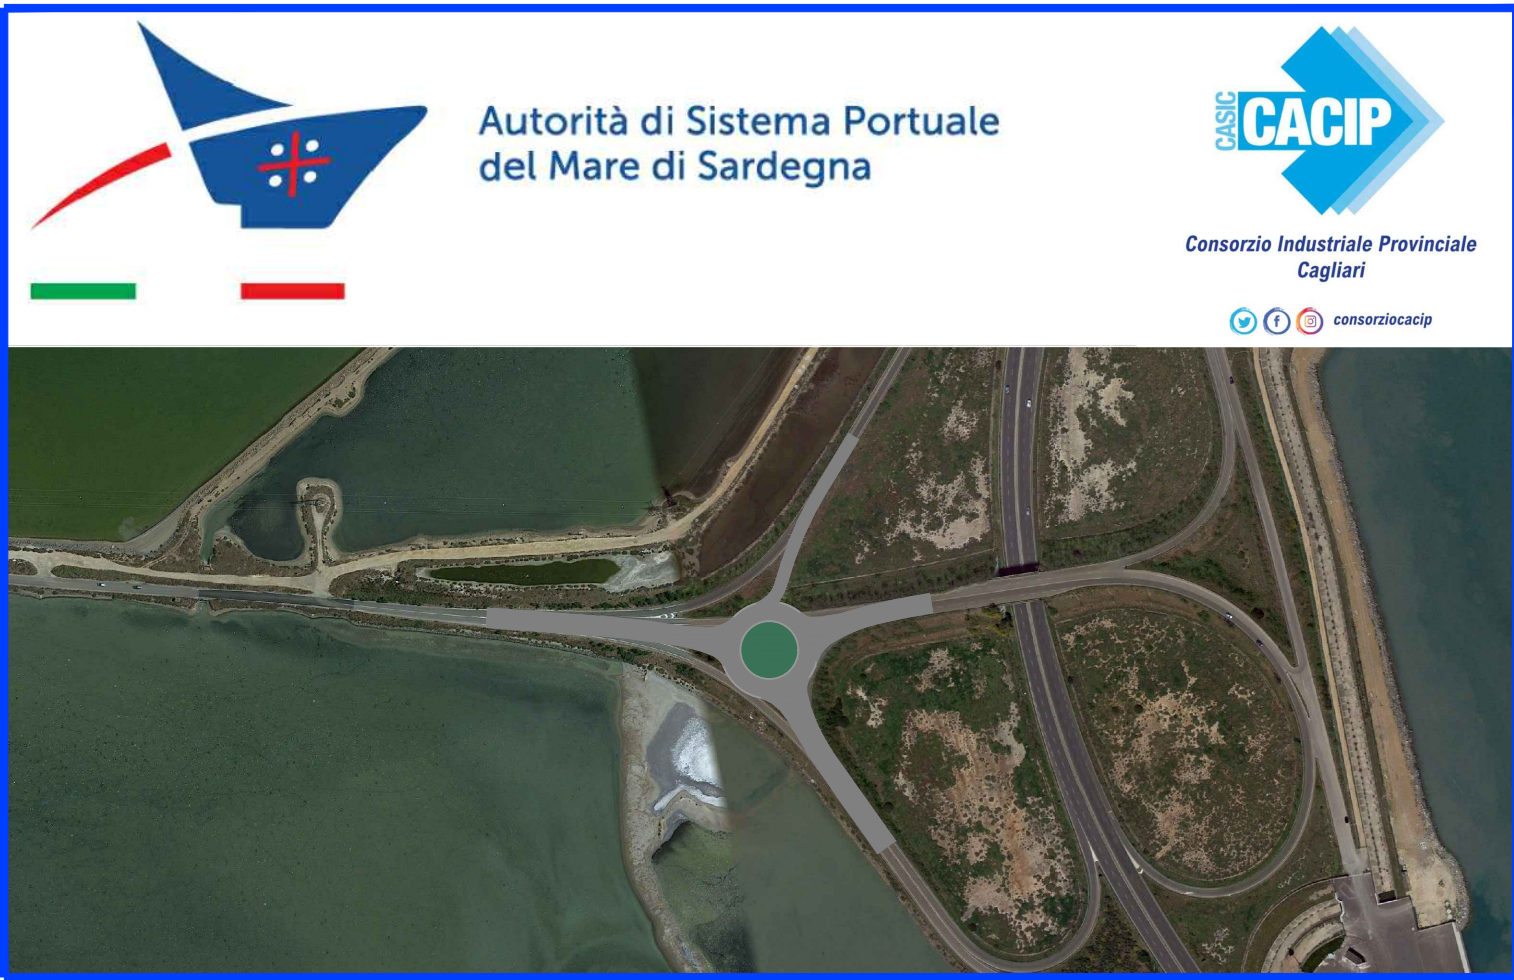 Autorità di Sistema Portuale
del Mare di Sardegna
CASIC
CACIP
Consorzio Industriale Provinciale
Cagliari
consorziocacip